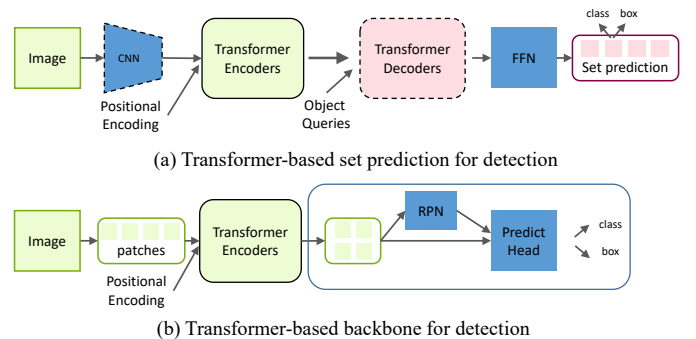 class box
Image
CNN
Transformer
Encoders
Transformer
Decoders
FFN
Set prediction
Positional
Encoding
Object
Queries
(a) Transformer-based set prediction for detection
Image
patches
Transformer
Encoders
RPN
Predict
Head
class
box
Positional
Encoding
(b) Transformer-based backbone for detection